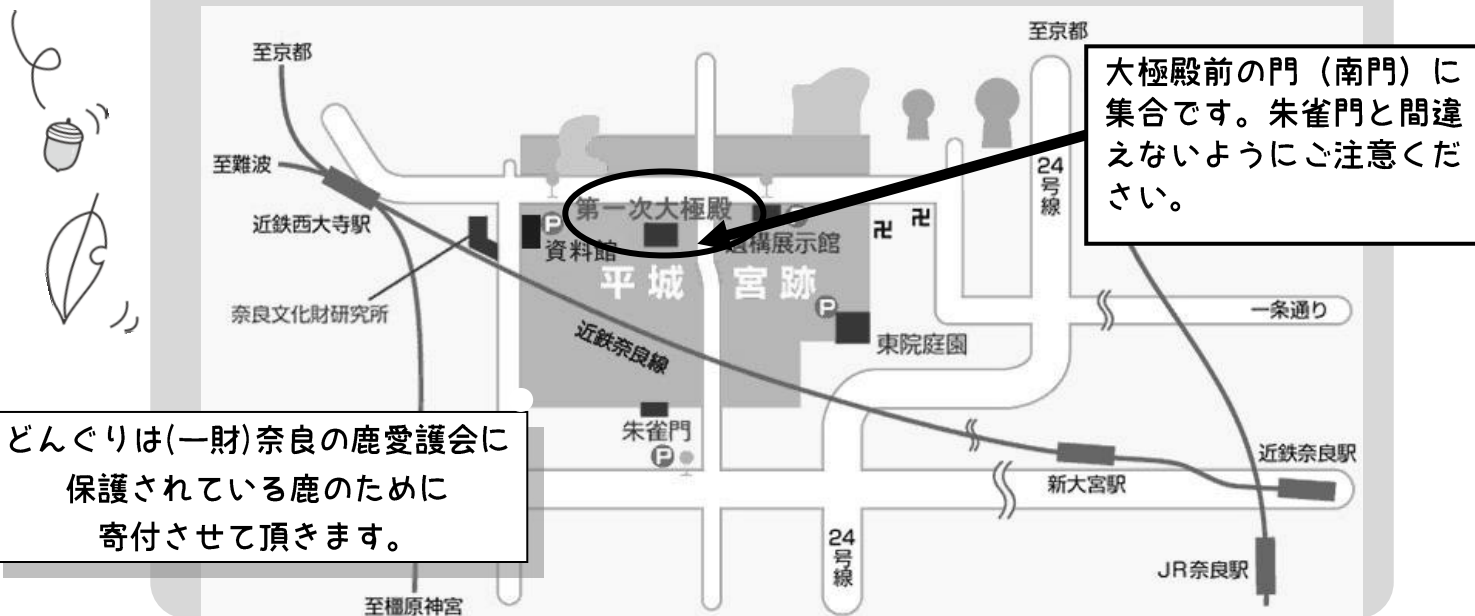 至京都
至京都
大極殿前の門（南門）に
集合です。朱雀門と間違
えないようにご注意くだ
さい。
至難波
24号線
近鉄西大寺駅
第一次大極殿
P
P
卍
卍
資料館
遺構展示館
平城宮跡
奈良文化財研究所
P
一条通り
近鉄奈良線
東院庭園
朱雀門
P
どんぐりは(一財)奈良の鹿愛護会に
保護されている鹿のために
寄付させて頂きます。
新大宮駅
近鉄奈良駅
24号線
JR奈良駅
至橿原神宮